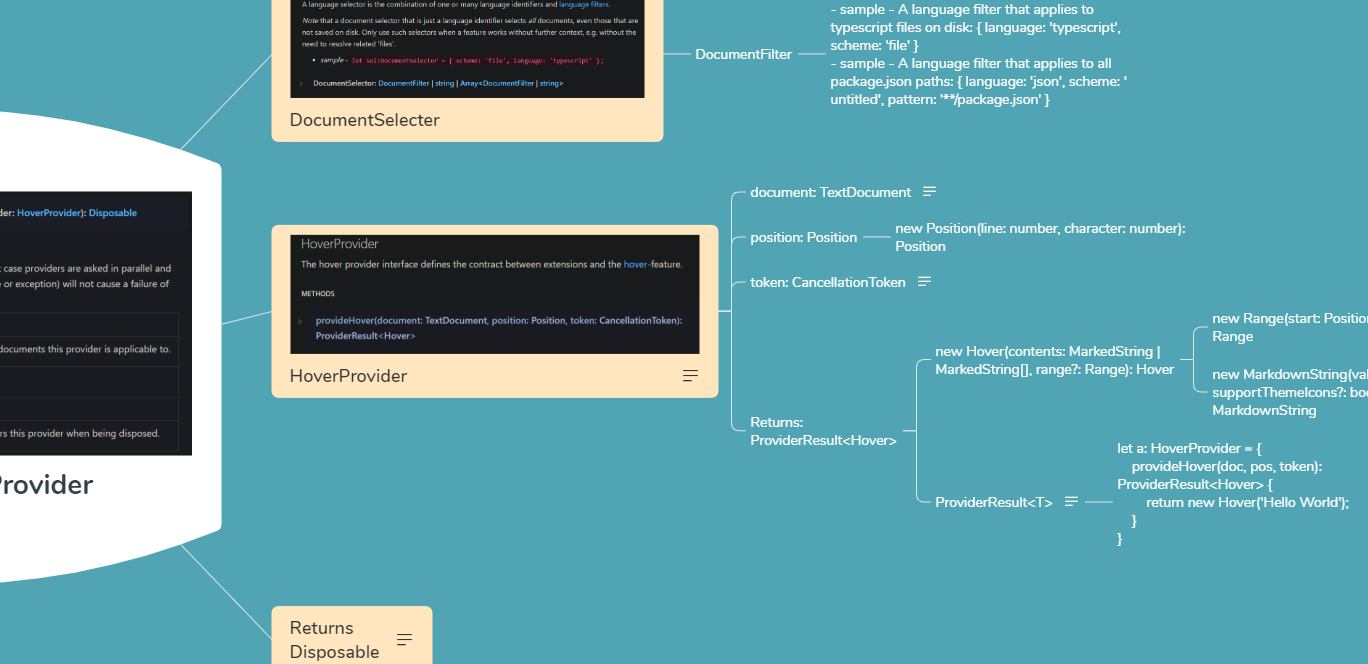 der: HoverProvider): Disposable
case providers are asked in parallel and
or exception) will not cause a failure of
documents this provider is applicable to.
rs this provider when being disposed.
Provider
A language selector is the combination of one or many language identifiers and language filters.
Note that a document selector that is just a language identifier selects all documents, even those that are
not saved on disk. Only use such selectors when a feature works without further context, e.g. without the
need to resolve related 'files'.
• sample - let sel:DocumentSelector = { scheme: 'file', language: 'typescript' };
DocumentSelector: DocumentFilter | string | Array<DocumentFilter | string>
DocumentSelecter
DocumentFilter
- sample - A language filter that applies to
typescript files on disk: { language: 'typescript',
scheme: 'file' }
- sample - A language filter that applies to all
package.json paths: { language: 'json', scheme: '
untitled', pattern: '**/package.json' }
HoverProvider
The hover provider interface defines the contract between extensions and the hover-feature.
METHODS
provideHover(document: TextDocument, position: Position, token: CancellationToken):
ProviderResult<Hover>
HoverProvider
document: TextDocument
position: Position
new Position(line: number, character: number):
Position
token: CancellationToken
Returns:
ProviderResult<Hover>
new Hover(contents: MarkedString |
MarkedString[], range?: Range): Hover
new Range(start: Position
Range
new MarkdownString(val
supportThemeIcons?: boo
MarkdownString
ProviderResult<T>
let a: HoverProvider = {
provideHover(doc, pos, token):
ProviderResult<Hover> {
return new Hover('Hello World');
}
}
Returns
Disposable